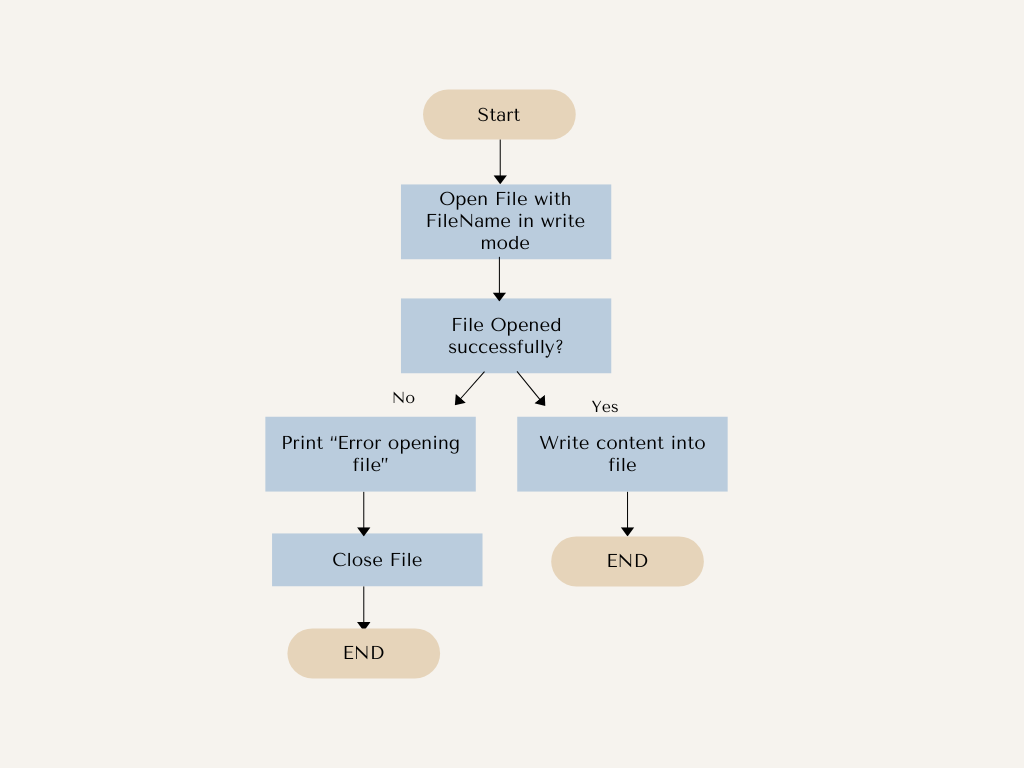 Start
Open File with
FileName in write
mode
File Opened
successfully?
No
Yes
Print “Error opening
file”
Write content into
file
Close File
END
END